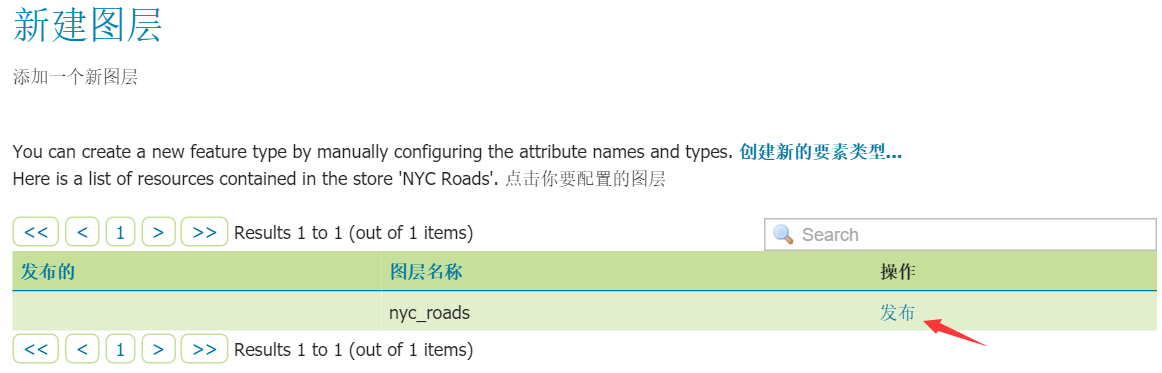 新建图层
添加一个新图层
You can create a new feature type by manually configuring the attribute names and types. 创建新的要素类型...
Here is a list of resources contained in the store 'NYC Roads'. 点击你要配置的图层
<< < 1 > >> Results 1 to 1 (out of 1 items) Search
发布的 图层名称 操作
nyc_roads 发布
<< < 1 > >> Results 1 to 1 (out of 1 items)